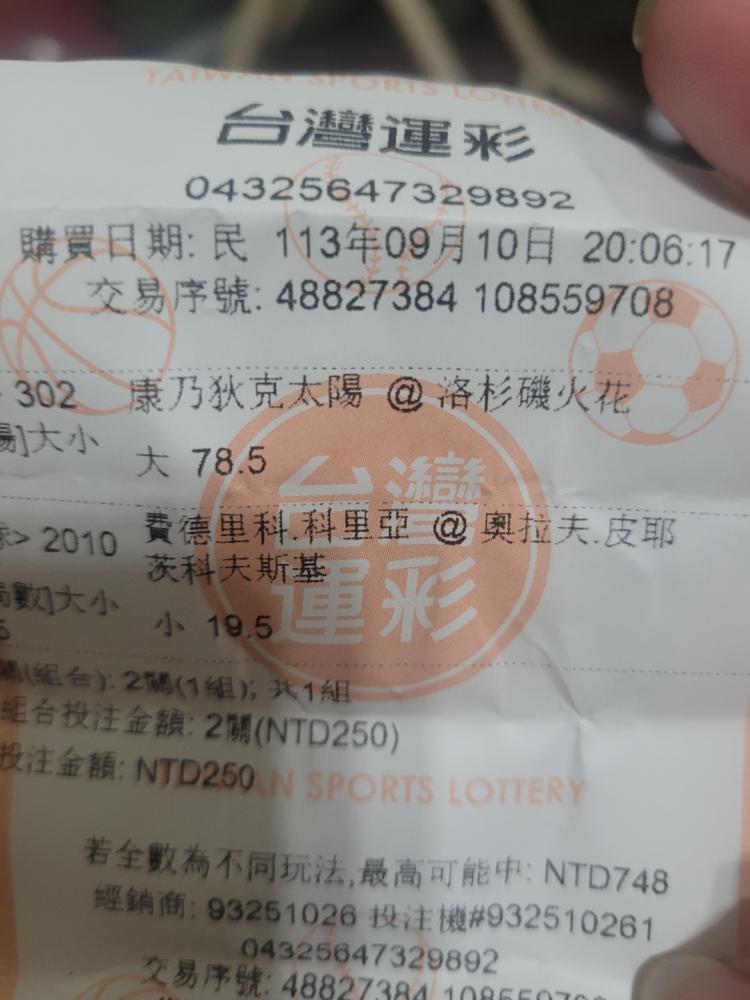 TAIWAN SPORTS LOTTERY
台灣運彩
04325647329892
購買日期: 民 113年09月10日 20:06:17
交易序號: 48827384 108559708
302 康乃狄克太陽 @ 洛杉磯火花
]大小 大 78.5
> 2010 費德里科.科里亞 @ 奧拉夫.皮耶
茨科夫斯基
數]大小 小 19.5
台灣
運彩
(組合): 2關(1組); 共1組
組合投注金額: 2關(NTD250)
投注金額: NTD250
TAIWAN SPORTS LOTTERY
若全數為不同玩法,最高可能中: NTD748
經銷商: 93251026 投注機#932510261
04325647329892
交易序號: 48827384